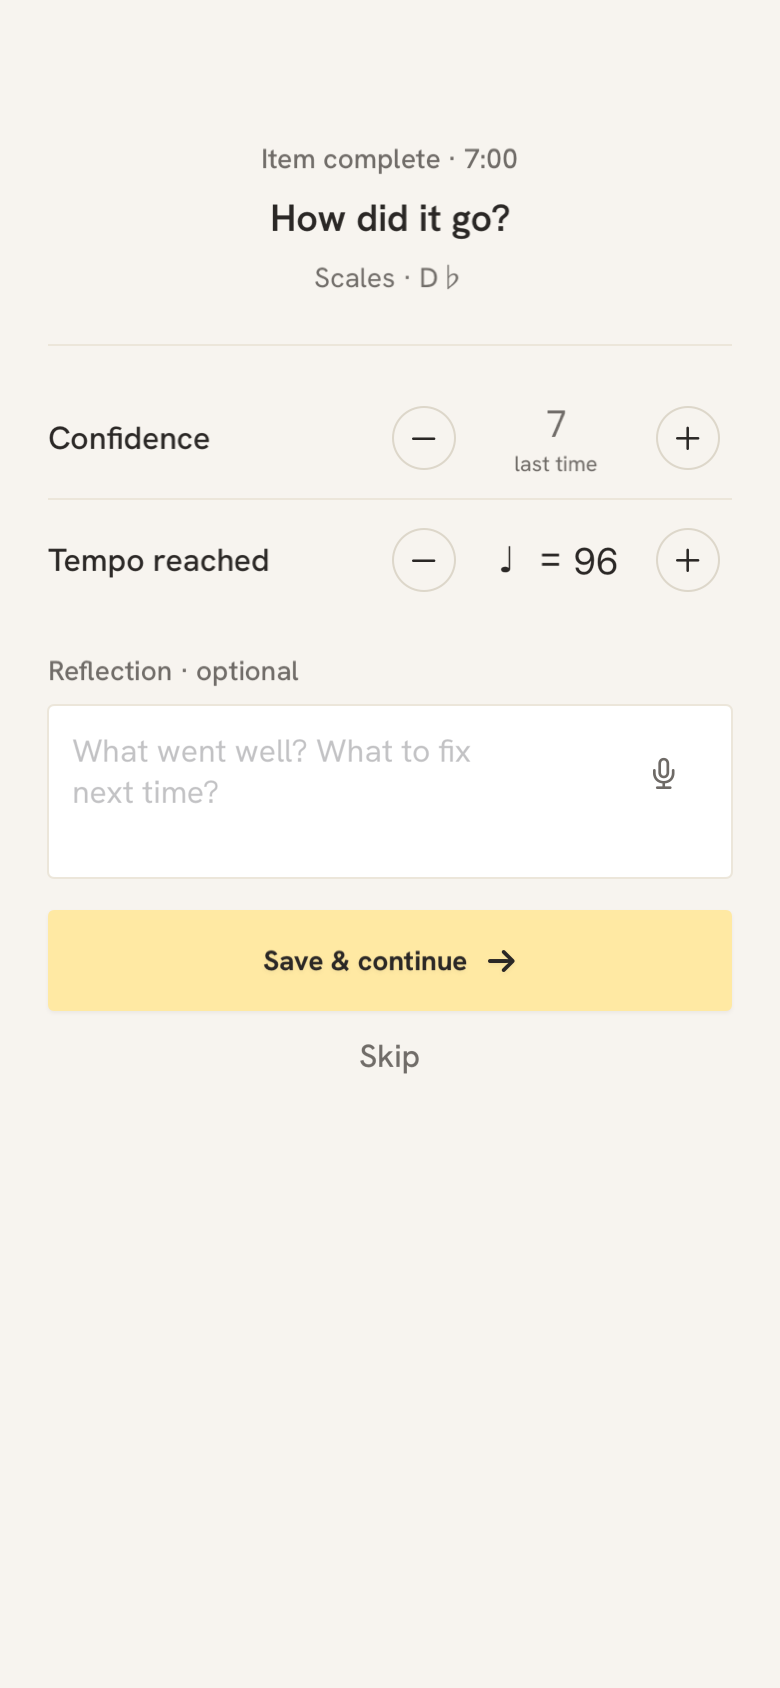 Item complete · 7:00
How did it go?
Scales · D♭
Confidence
−
7
+
last time
Tempo reached
−
♩ = 96
+
Reflection · optional
What went well? What to fix
next time?
Save & continue →
Skip